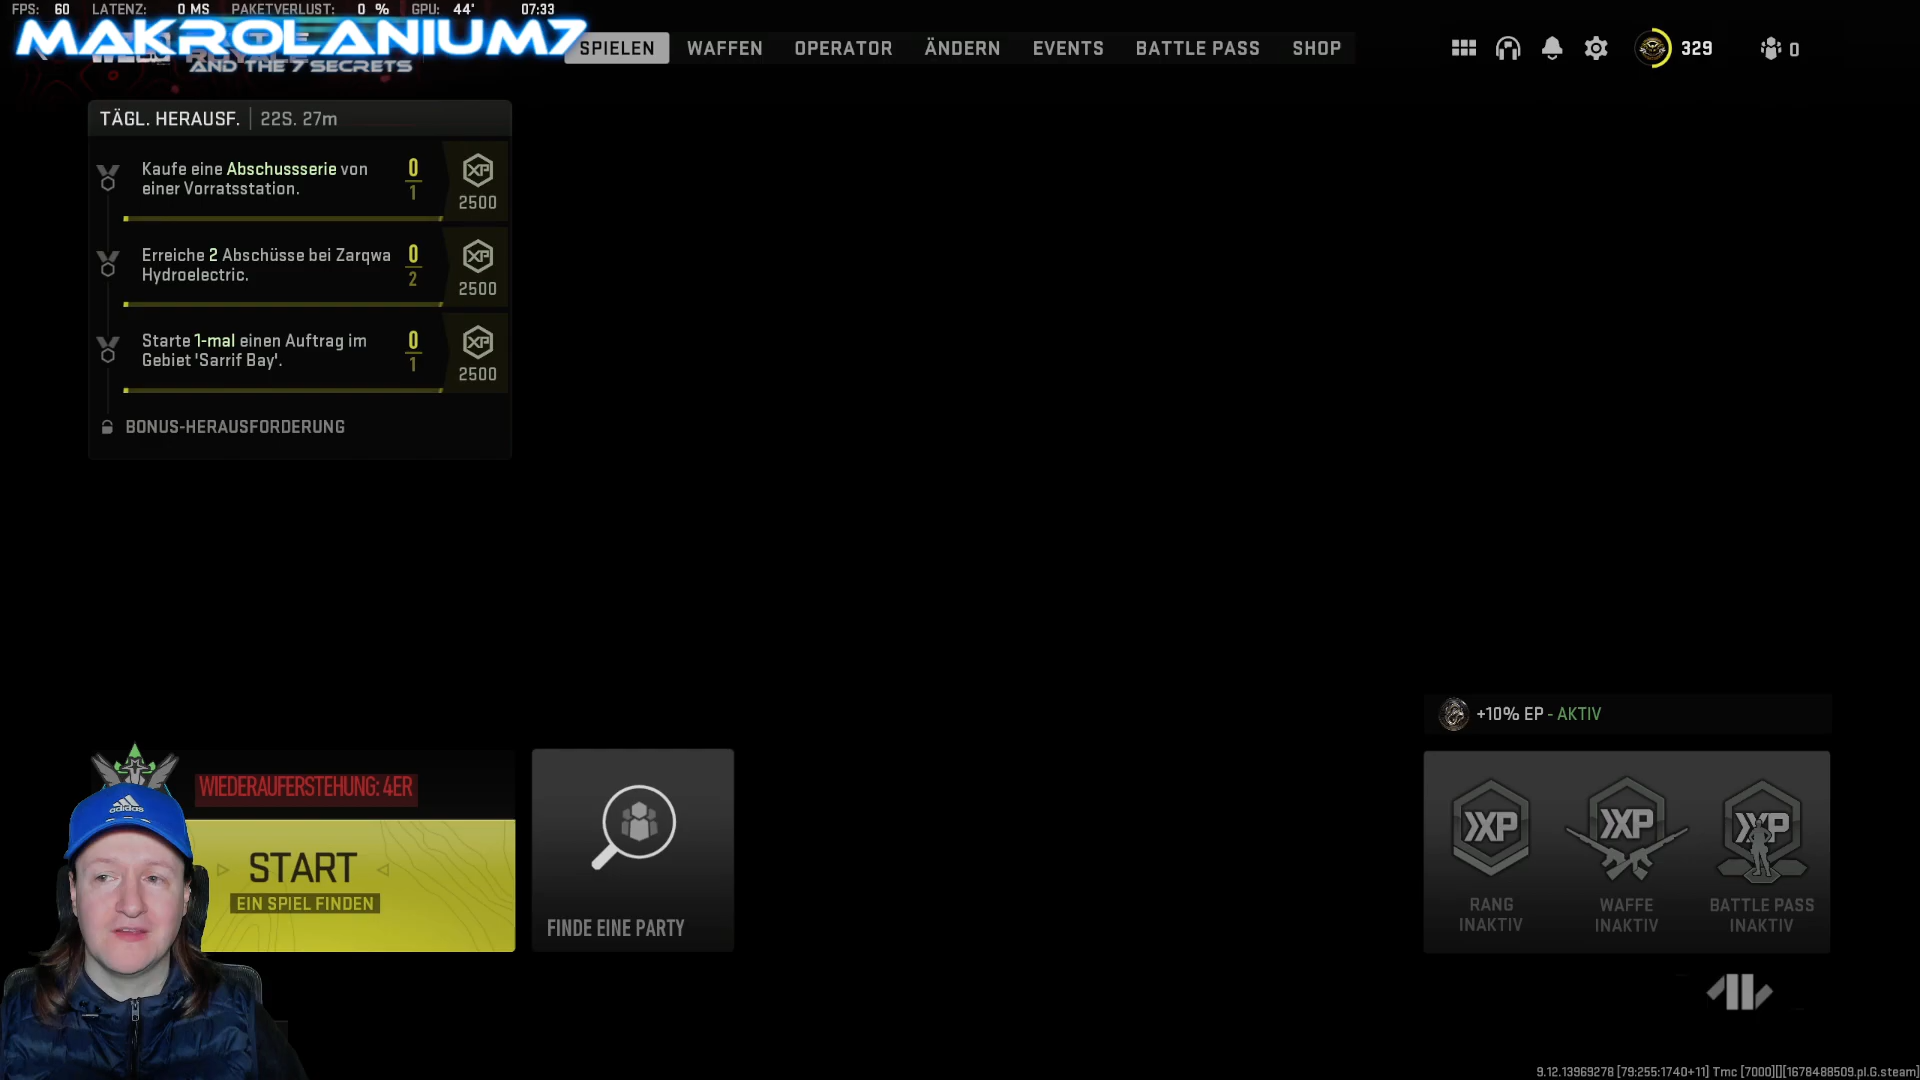 FPS: 60 LATENZ: 0 MS PAKETVERLUST: 0 % GPU: 44° 07:33
MAKROLANIUM7
AND THE 7 SECRETS
SPIELEN WAFFEN OPERATOR ÄNDERN EVENTS BATTLE PASS SHOP
329
0
TÄGL. HERAUSF. | 22S. 27m
Kaufe eine Abschussserie von
einer Vorratsstation.
0
1
XP
2500
Erreiche 2 Abschüsse bei Zarqwa
Hydroelectric.
0
2
XP
2500
Starte 1-mal einen Auftrag im
Gebiet 'Sarrif Bay'.
0
1
XP
2500
BONUS-HERAUSFORDERUNG
+10% EP - AKTIV
WIEDERAUFERSTEHUNG: 4ER
START
EIN SPIEL FINDEN
adidas
FINDE EINE PARTY
XP
RANG
INAKTIV
XP
WAFFE
INAKTIV
XP
BATTLE PASS
INAKTIV
9.12.13969278 [79:255:1740+11] Tmc [7000][][1678488509.pl.G.steam]